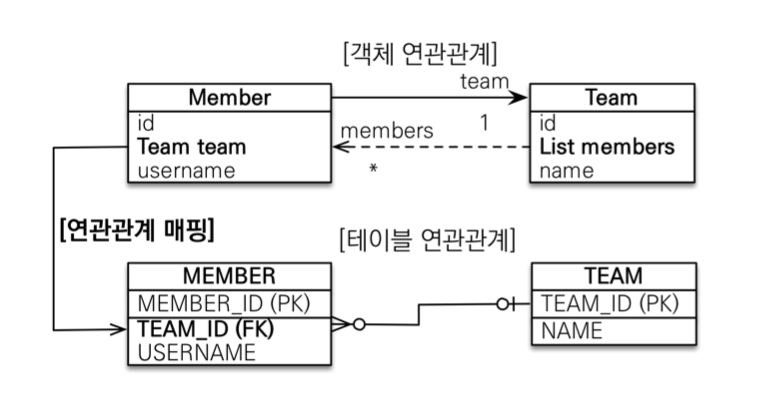 [객체 연관관계]
team
Member
Team
id
Team team
username
members
1
*
id
List members
name
[연관관계 매핑]
[테이블 연관관계]
MEMBER
TEAM
MEMBER_ID (PK)
TEAM_ID (FK)
USERNAME
TEAM_ID (PK)
NAME